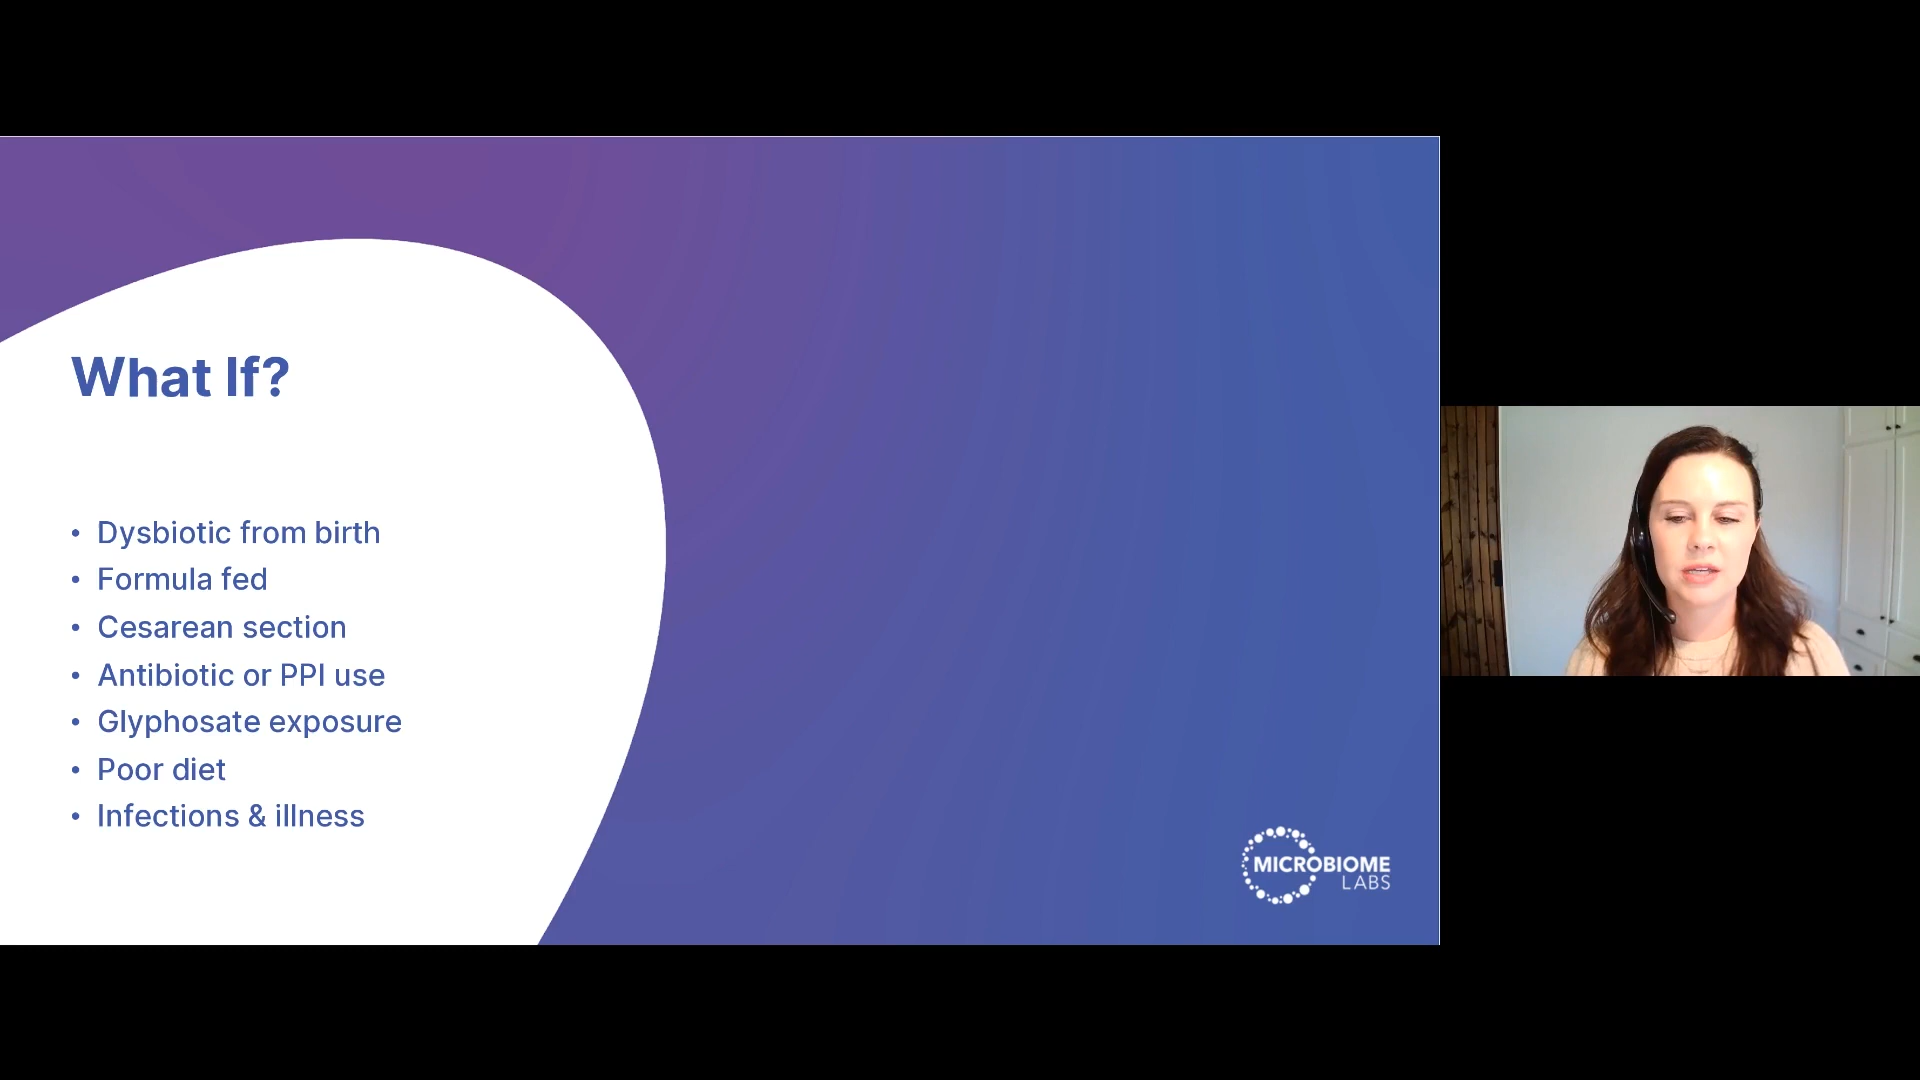 What If?
• Dysbiotic from birth
• Formula fed
• Cesarean section
• Antibiotic or PPI use
• Glyphosate exposure
• Poor diet
• Infections & illness
MICROBIOME
LABS